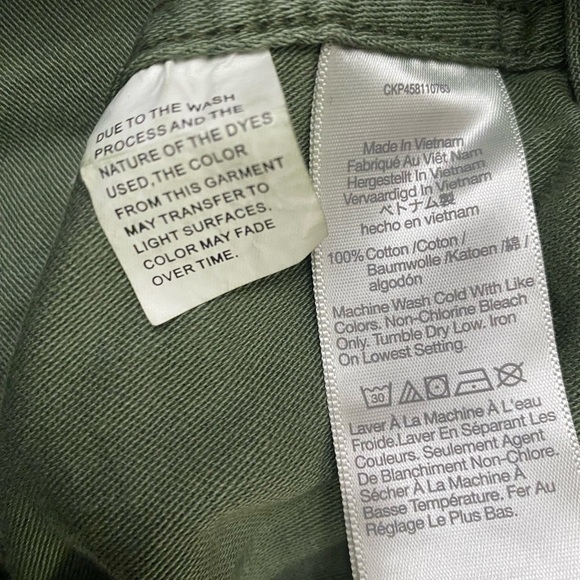 DUE TO THE WASH
PROCESS AND THE
NATURE OF THE DYES
USED,THE COLOR
FROM THIS GARMENT
MAY TRANSFER TO
LIGHT SURFACES.
COLOR MAY FADE
OVER TIME.
CKP458110763
Made In Vietnam
Fabriqué Au Viêt Nam
Hergestellt In Vietnam
Vervaardigd In Vietnam
ベトナム製
hecho en vietnam
100% Cotton /Coton /
Baumwolle /Katoen /綿 /
algodón
Machine Wash Cold With Like
Colors. Non-Chlorine Bleach
Only. Tumble Dry Low. Iron
On Lowest Setting.
30
Laver À La Machine À L'eau
Froide.Laver En Séparant Les
Couleurs. Seulement Agent
De Blanchiment Non-Chlore.
Sécher À La Machine À
Basse Température. Fer Au
Réglage Le Plus Bas.